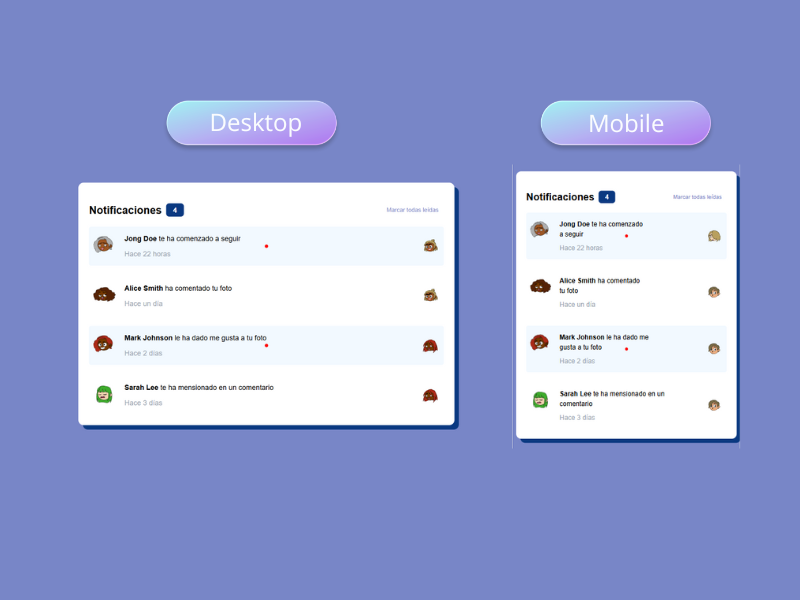 Desktop
Notificaciones 4
Marcar todas leídas
Jong Doe te ha comenzado a seguir
Hace 22 horas
Alice Smith ha comentado tu foto
Hace un día
Mark Johnson le ha dado me gusta a tu foto
Hace 2 días
Sarah Lee te ha mensionado en un comentario
Hace 3 días
Mobile
Notificaciones 4
Marcar todas leídas
Jong Doe te ha comenzado
a seguir
Hace 22 horas
Alice Smith ha comentado
tu foto
Hace un día
Mark Johnson le ha dado me
gusta a tu foto
Hace 2 días
Sarah Lee te ha mensionado en un
comentario
Hace 3 días